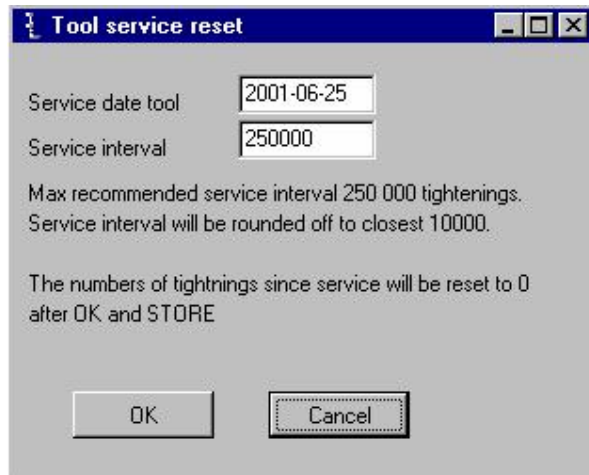 Tool service reset
Service date tool 2001-06-25
Service interval 250000
Max recommended service interval 250 000 tightenings.
Service interval will be rounded off to closest 10000.
The numbers of tightnings since service will be reset to 0
after OK and STORE
OK Cancel